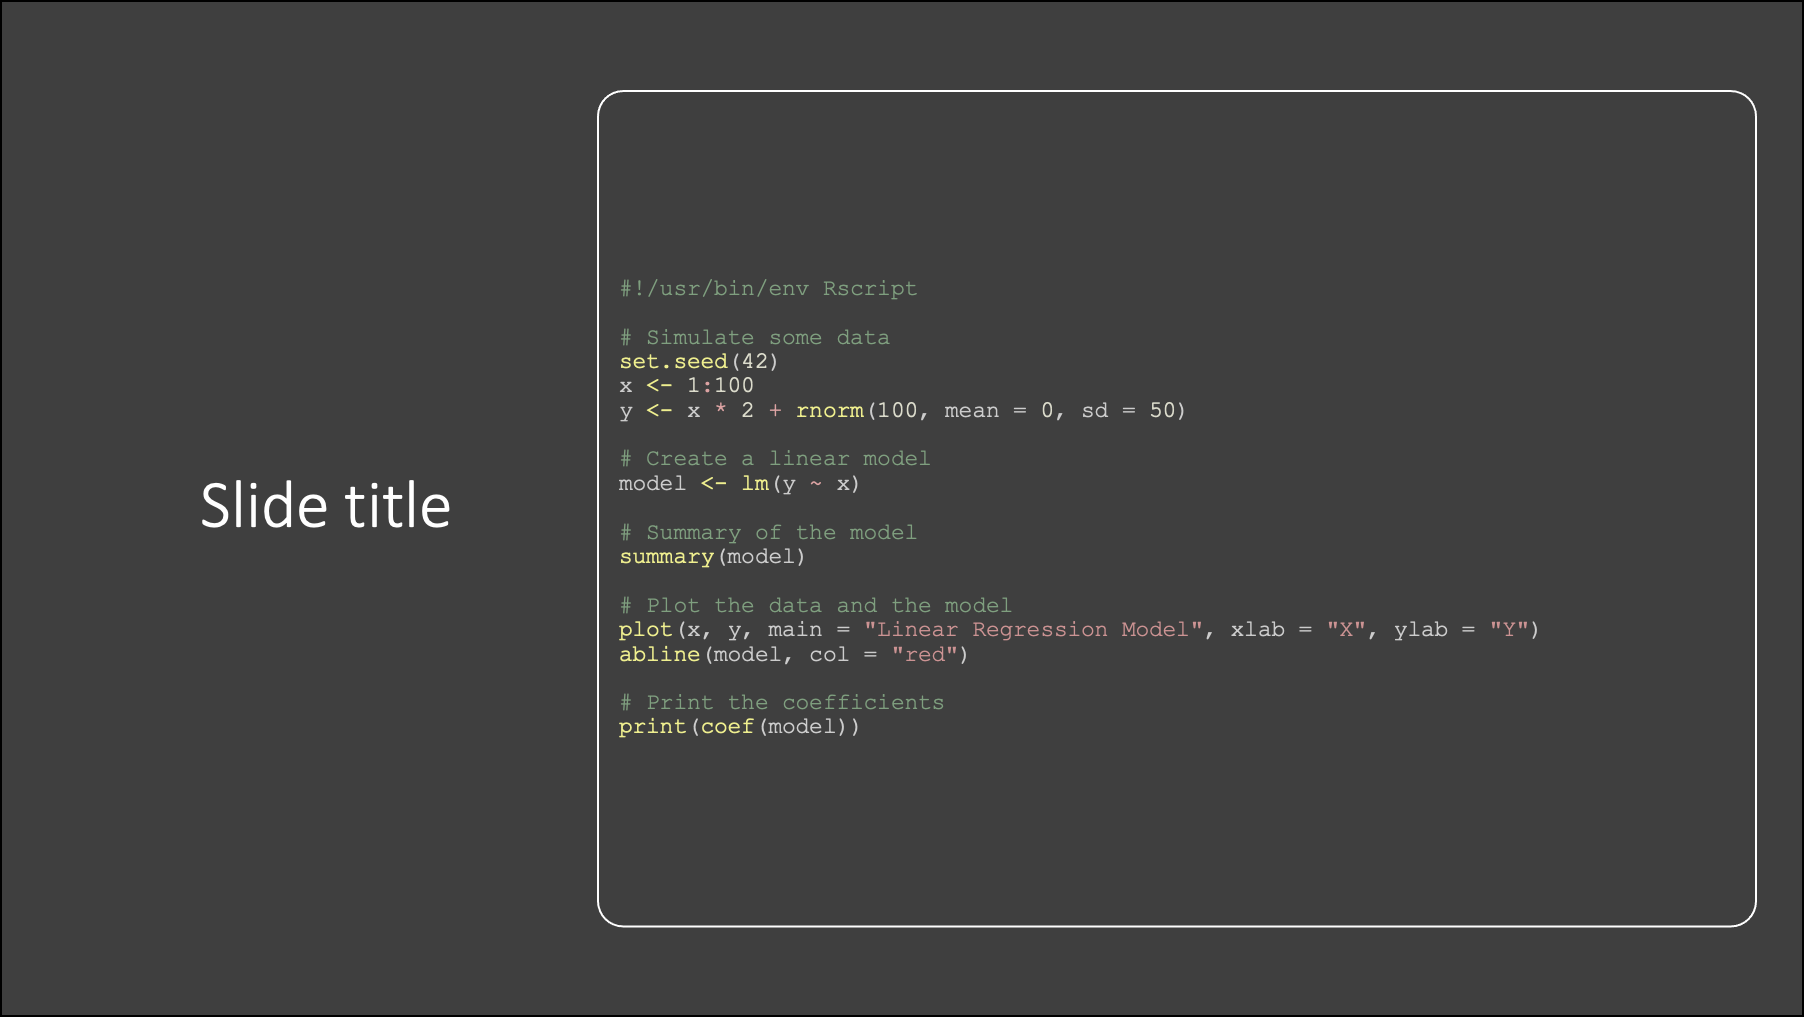 Slide title
#!/usr/bin/env Rscript
# Simulate some data
set.seed(42)
x <- 1:100
y <- x * 2 + rnorm(100, mean = 0, sd = 50)
# Create a linear model
model <- lm(y ~ x)
# Summary of the model
summary(model)
# Plot the data and the model
plot(x, y, main = "Linear Regression Model", xlab = "X", ylab = "Y")
abline(model, col = "red")
# Print the coefficients
print(coef(model))